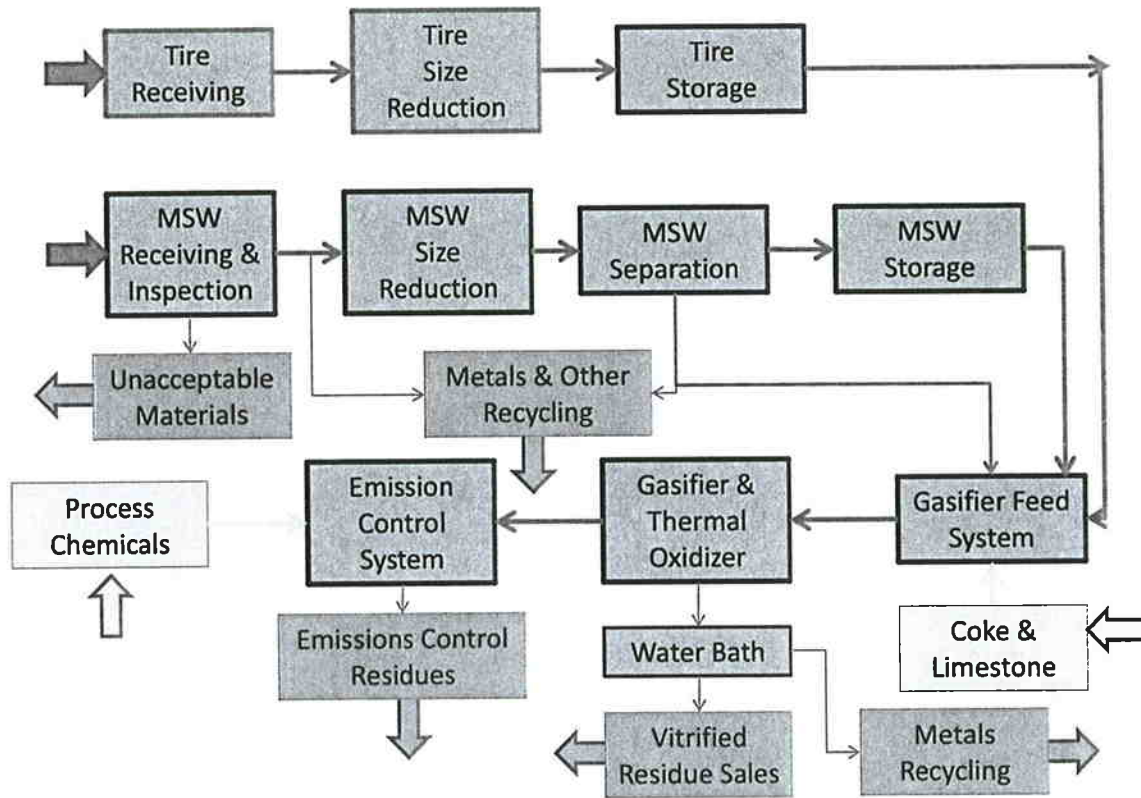 Tire
Receiving
Tire
Size
Reduction
Tire
Storage
MSW
Receiving &
Inspection
MSW
Size
Reduction
MSW
Separation
MSW
Storage
Unacceptable
Materials
Metals & Other
Recycling
Process
Chemicals
Emission
Control
System
Gasifier &
Thermal
Oxidizer
Gasifier Feed
System
Emissions Control
Residues
Water Bath
Coke &
Limestone
Vitrified
Residue Sales
Metals
Recycling